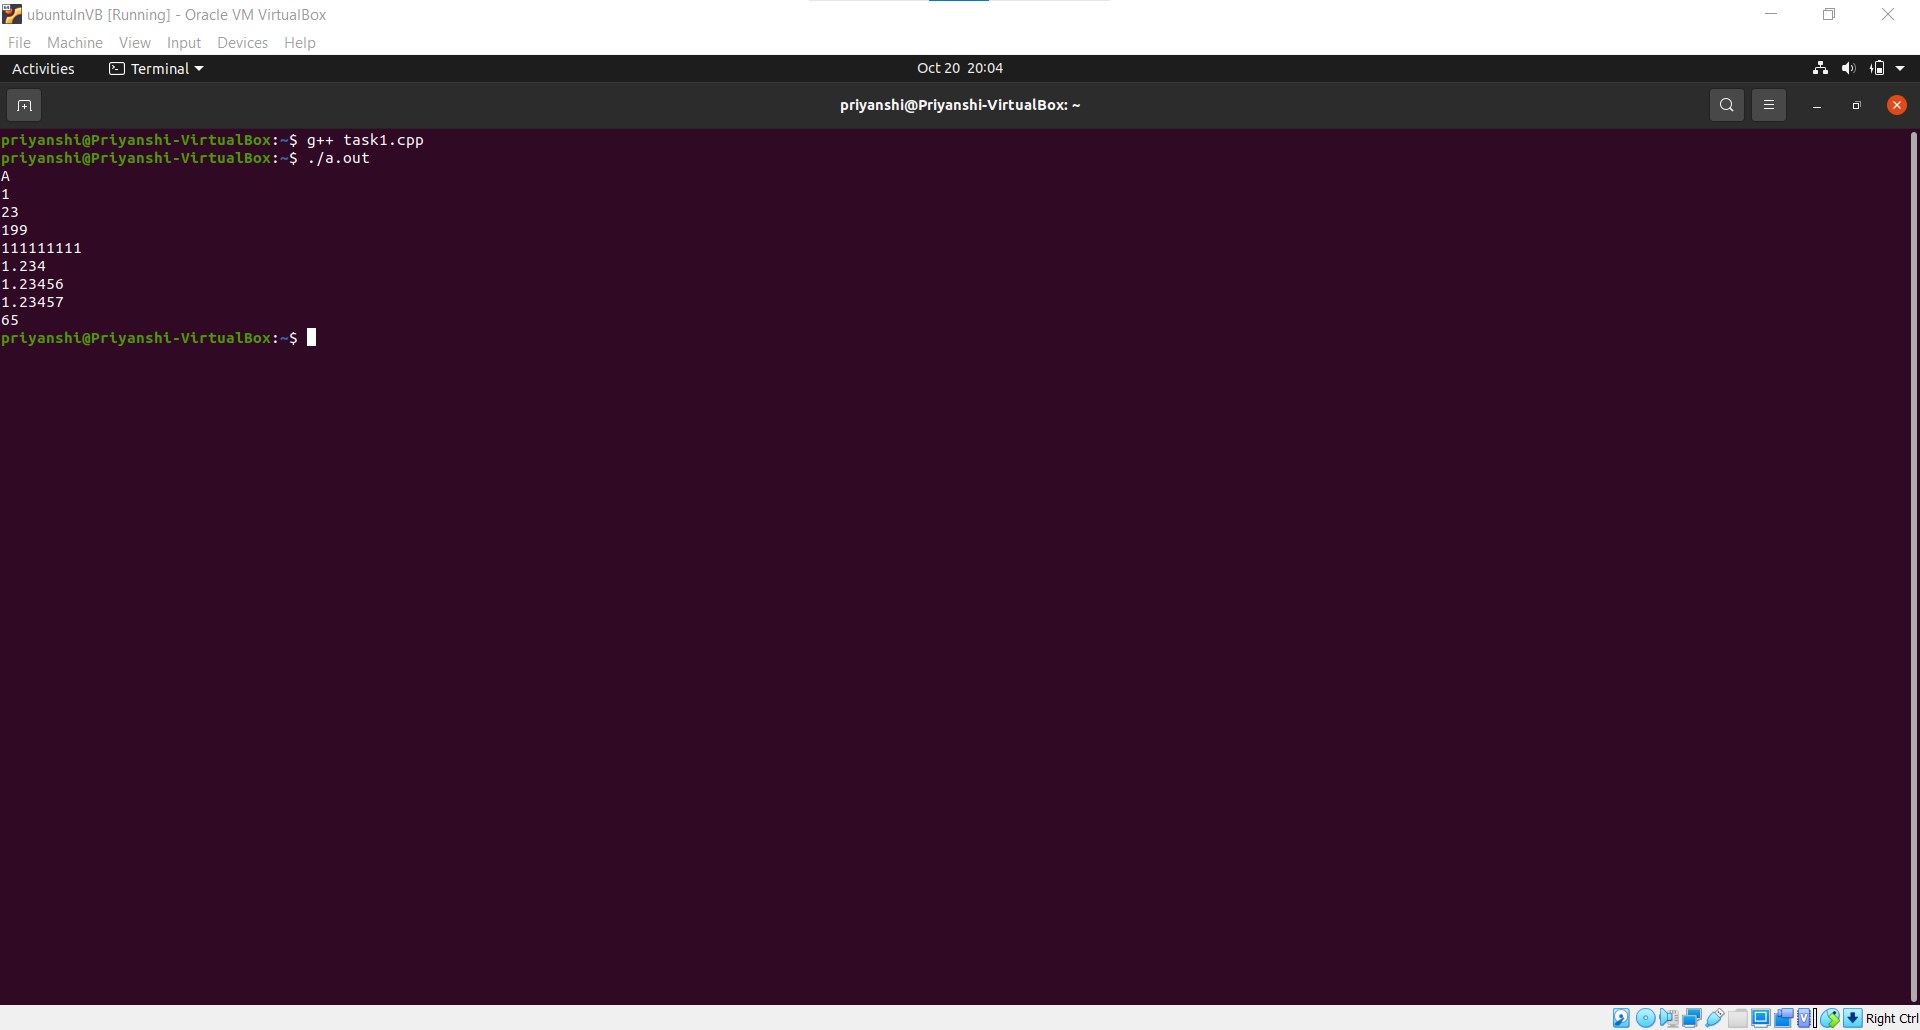 ubuntuInVB [Running] - Oracle VM VirtualBox
File Machine View Input Devices Help
Activities Terminal Oct 20 20:04
priyanshi@Priyanshi-VirtualBox: ~
priyanshi@Priyanshi-VirtualBox:~$ g++ task1.cpp
priyanshi@Priyanshi-VirtualBox:~$ ./a.out
A
1
23
199
111111111
1.234
1.23456
1.23457
65
priyanshi@Priyanshi-VirtualBox:~$
Right Ctrl